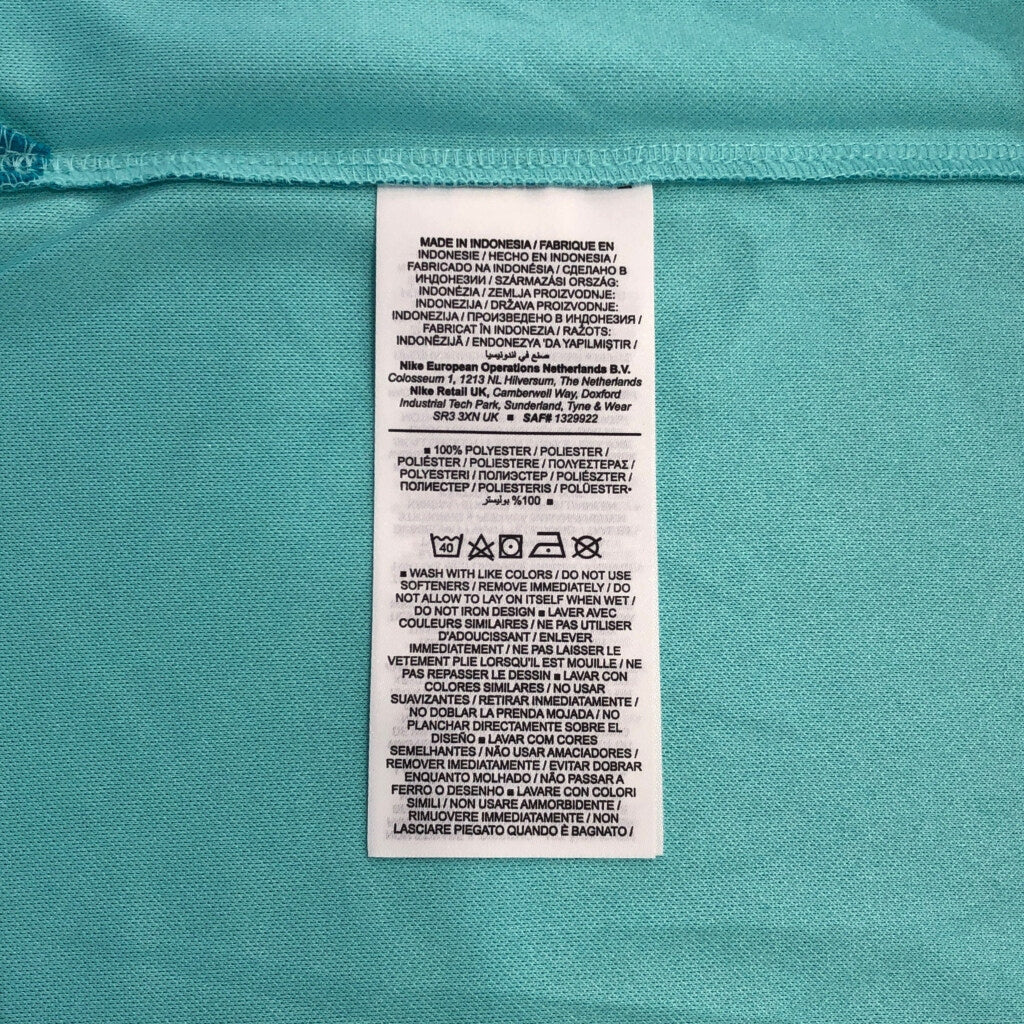 MADE IN INDONESIA / FABRIQUE EN
INDONESIE / HECHO EN INDONESIA /
FABRICADO NA INDONÉSIA / СДЕЛАНО В
ИНДОНЕЗИИ / SZÁRMAZÁSI ORSZÁG:
INDONÉZIA / ZEMLJA PROIZVODNJE:
INDONEZIJA / DRŽAVA PROIZVODNJE:
INDONEZIJA / ПРОИЗВЕДЕНО В ИНДОНЕЗИЯ /
FABRICAT ÎN INDONEZIA / RAŽOTS:
INDONĒZIJĀ / ENDONEZYA 'DA YAPILMIŞTIR /
صنع في اندونيسيا
Nike European Operations Netherlands B.V.
Colosseum 1, 1213 NL Hilversum, The Netherlands
Nike Retail UK, Camberwell Way, Doxford
Industrial Tech Park, Sunderland, Tyne & Wear
SR3 3XN UK ■ SAF# 1329922
■ 100% POLYESTER / POLIESTER /
POLIÉSTER / POLIESTERE / ΠΟΛΥΕΣΤΕΡΑΣ /
POLYESTERI / ПОЛИЭСТЕР / POLIÉSZTER /
ПОЛИЕСТЕР / POLIESTERIS / POLÜESTER•
100% بوليستر ■
40
■ WASH WITH LIKE COLORS / DO NOT USE
SOFTENERS / REMOVE IMMEDIATELY / DO
NOT ALLOW TO LAY ON ITSELF WHEN WET /
DO NOT IRON DESIGN ■ LAVER AVEC
COULEURS SIMILAIRES / NE PAS UTILISER
D'ADOUCISSANT / ENLEVER
IMMEDIATEMENT / NE PAS LAISSER LE
VETEMENT PLIE LORSQU'IL EST MOUILLE / NE
PAS REPASSER LE DESSIN ■ LAVAR CON
COLORES SIMILARES / NO USAR
SUAVIZANTES / RETIRAR INMEDIATAMENTE /
NO DOBLAR LA PRENDA MOJADA / NO
PLANCHAR DIRECTAMENTE SOBRE EL
DISEÑO ■ LAVAR COM CORES
SEMELHANTES / NÃO USAR AMACIADORES /
REMOVER IMEDIATAMENTE / EVITAR DOBRAR
ENQUANTO MOLHADO / NÃO PASSAR A
FERRO O DESENHO ■ LAVARE CON COLORI
SIMILI / NON USARE AMMORBIDENTE /
RIMUOVERE IMMEDIATAMENTE / NON
LASCIARE PIEGATO QUANDO È BAGNATO /